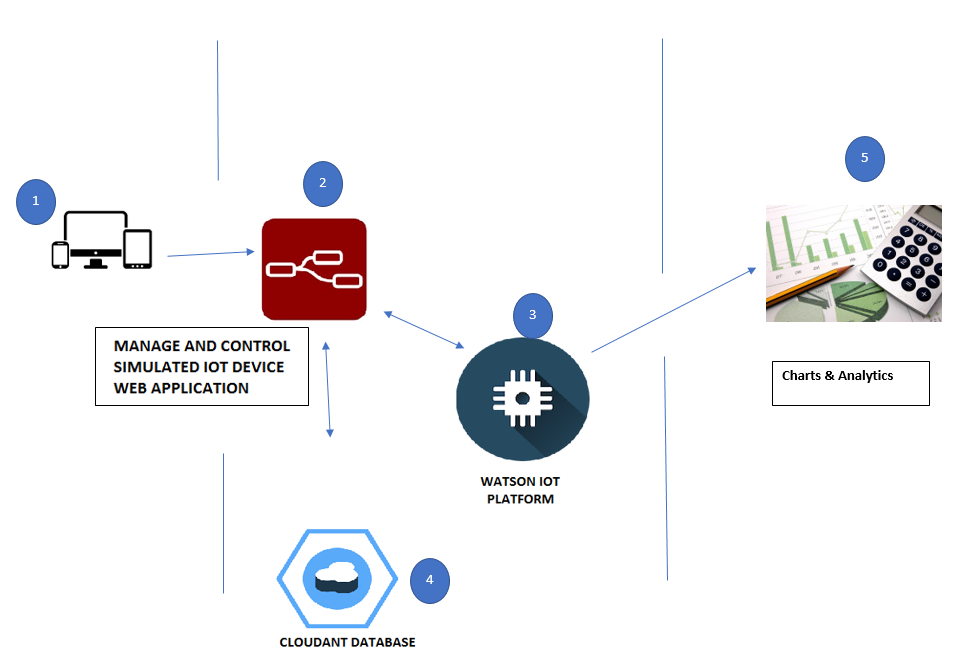 1
2
5
3
MANAGE AND CONTROL
SIMULATED IOT DEVICE
WEB APPLICATION
Charts & Analytics
WATSON IOT
PLATFORM
4
CLOUDANT DATABASE